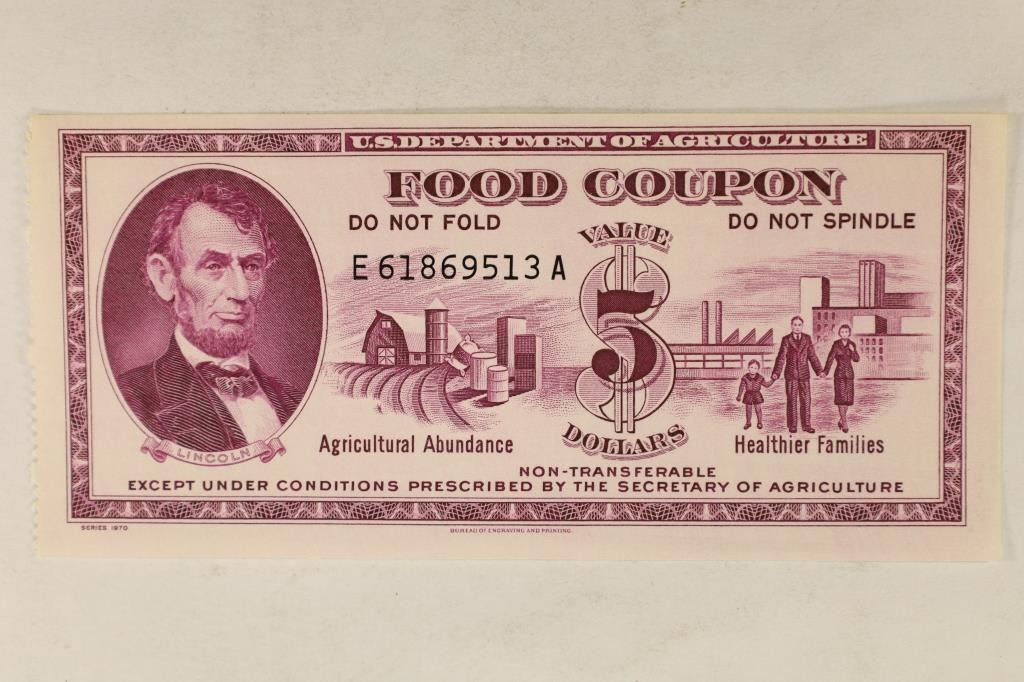 U.S. DEPARTMENT OF AGRICULTURE
FOOD COUPON
DO NOT FOLD
DO NOT SPINDLE
VALUE
E 61869513 A
5
DOLLARS
LINCOLN
Agricultural Abundance
Healthier Families
NON-TRANSFERABLE
EXCEPT UNDER CONDITIONS PRESCRIBED BY THE SECRETARY OF AGRICULTURE
SERIES 1970
BUREAU OF ENGRAVING AND PRINTING.